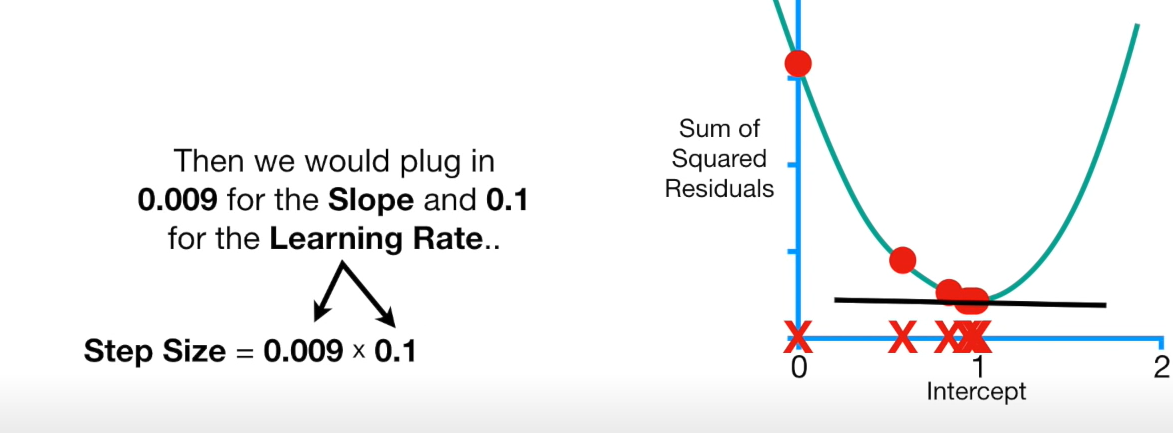 Then we would plug in
0.009 for the Slope and 0.1
for the Learning Rate..
Step Size = 0.009 x 0.1
Sum of
Squared
Residuals
0
1
2
Intercept